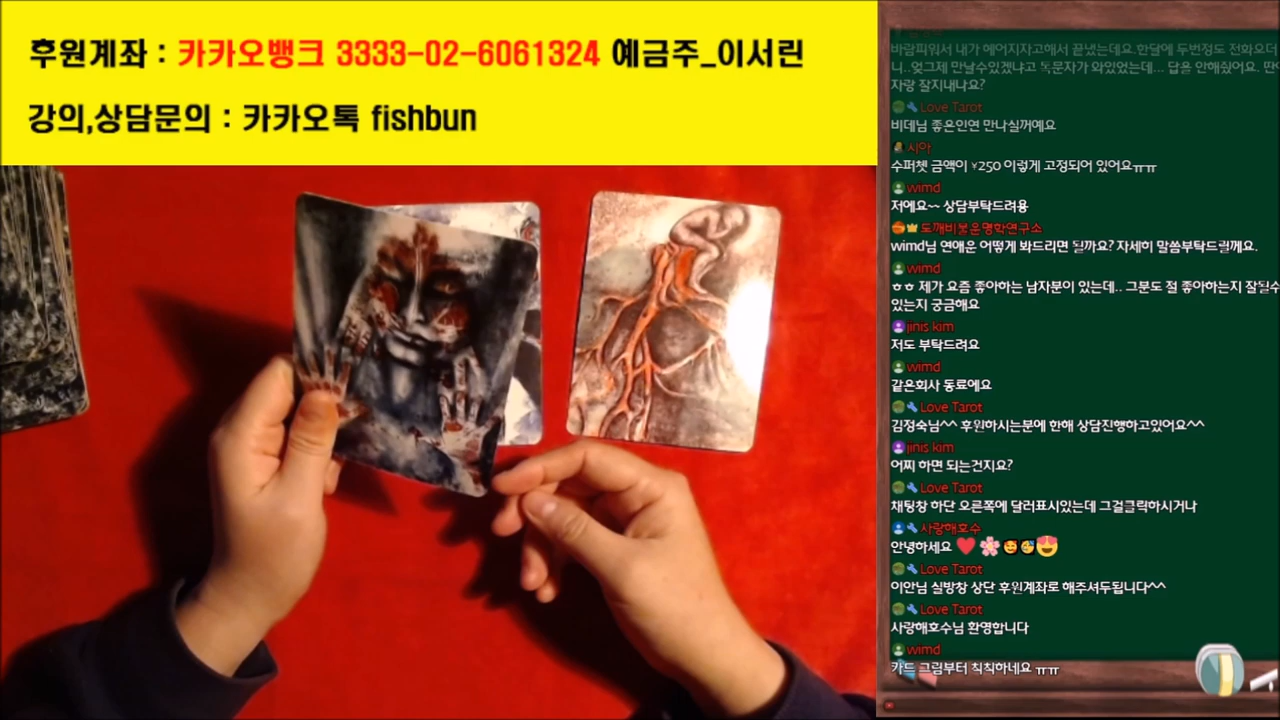 후원계좌 : 카카오뱅크 3333-02-6061324 예금주_이서린
강의,상담문의 : 카카오톡 fishbun
바람피워서 내가 헤어지자고해서 끝냈는데요.한달에 두번정도 전화오더
니..엊그제 만날수있겠냐고 톡문자가 와있었는데... 답을 안해줬어요.
자랑 잘지내나요?
Love Tarot
비데님 좋은인연 만나실꺼예요
시아
수퍼쳇 금액이 ¥250 이렇게 고정되어 있어요ㅠㅠ
wimd
저에요~~ 상담부탁드려용
도깨비불운명학연구소
wimd님 연애운 어떻게 봐드리면 될까요? 자세히 말씀부탁드릴께요.
wimd
ㅎㅎ 제가 요즘 좋아하는 남자분이 있는데.. 그분도 절 좋아하는지 잘될수
있는지 궁금해요
jinis kim
저도 부탁드려요
wimd
같은회사 동료에요
Love Tarot
김정숙님^^ 후원하시는분에 한해 상담진행하고있어요^^
jinis kim
어찌 하면 되는건지요?
Love Tarot
채팅창 하단 오른쪽에 달러표시있는데 그걸클릭하시거나
사랑해호수
안녕하세요 ❤️🌸
Love Tarot
이안님 실방창 상단 후원계좌로 해주셔두됩니다^^
Love Tarot
사랑해호수님 환영합니다
wimd
카드 그림부터 칙칙하네요 ㅠㅠ